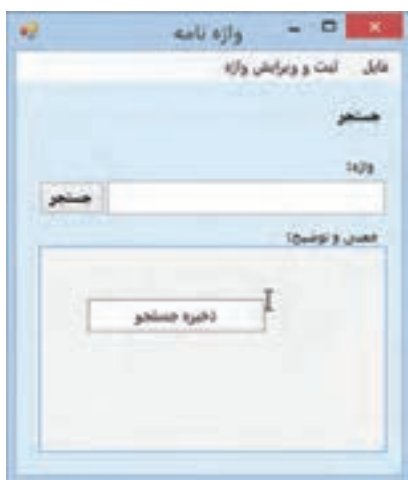 واژه نامه
فایل ثبت و ویرایش واژه
جستجو
واژه:
جستجو
معنی و توضیح:
ذخیره جستجو